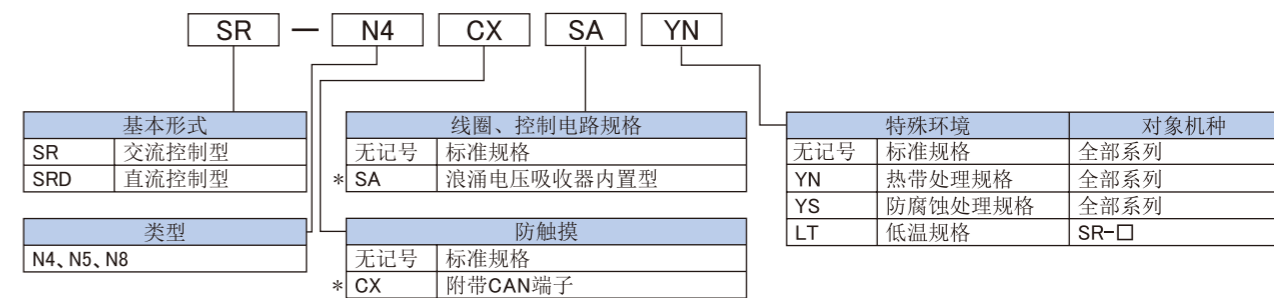 SR － N4 CX SA YN
基本形式
SR 交流控制型
SRD 直流控制型
类型
N4、N5、N8
线圈、控制电路规格
无记号 标准规格
* SA 浪涌电压吸收器内置型
防触摸
无记号 标准规格
* CX 附带CAN端子
特殊环境 对象机种
无记号 标准规格 全部系列
YN 热带处理规格 全部系列
YS 防腐蚀处理规格 全部系列
LT 低温规格 SR-□